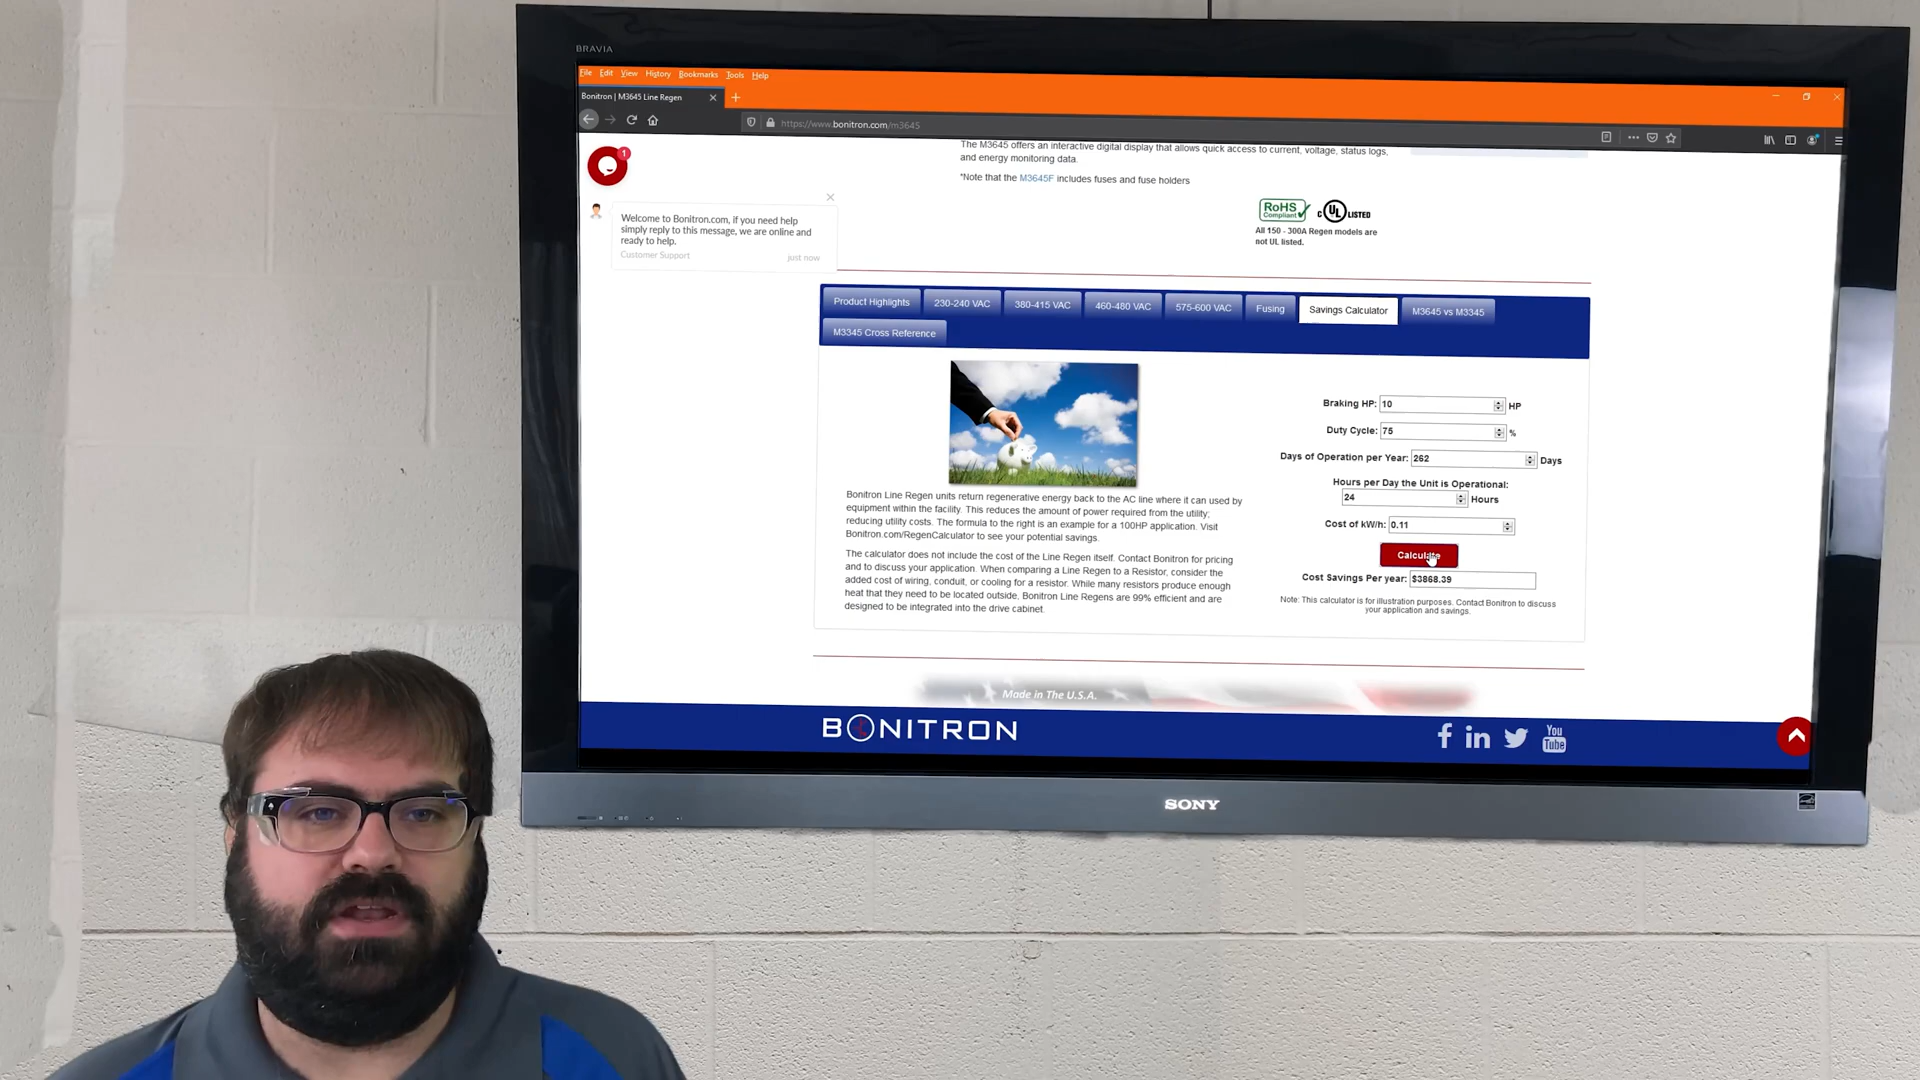 BRAVIA
File Edit View History Bookmarks Tools Help
Bonitron | M3645 Line Regen
https://www.bonitron.com/m3645
The M3645 offers an interactive digital display that allows quick access to current, voltage, status logs,
and energy monitoring data.
*Note that the M3645F includes fuses and fuse holders
1
Welcome to Bonitron.com, if you need help
simply reply to this message, we are online and
ready to help.
Customer Support just now
RoHS
Compliant
C UL LISTED
All 150 - 300A Regen models are
not UL listed.
Product Highlights 230-240 VAC 380-415 VAC 460-480 VAC 575-600 VAC Fusing Savings Calculator M3645 vs M3345
M3345 Cross Reference
Bonitron Line Regen units return regenerative energy back to the AC line where it can used by
equipment within the facility. This reduces the amount of power required from the utility;
reducing utility costs. The formula to the right is an example for a 100HP application. Visit
Bonitron.com/RegenCalculator to see your potential savings.
The calculator does not include the cost of the Line Regen itself. Contact Bonitron for pricing
and to discuss your application. When comparing a Line Regen to a Resistor, consider the
added cost of wiring, conduit, or cooling for a resistor. While many resistors produce enough
heat that they need to be located outside, Bonitron Line Regens are 99% efficient and are
designed to be integrated into the drive cabinet.
Braking HP: 10 HP
Duty Cycle: 75 %
Days of Operation per Year: 262 Days
Hours per Day the Unit is Operational:
24 Hours
Cost of kW/h: 0.11
Calculate
Cost Savings Per year: $3868.39
Note: This calculator is for illustration purposes. Contact Bonitron to discuss
your application and savings.
Made in The U.S.A.
BONITRON
f in You
Tube
SONY